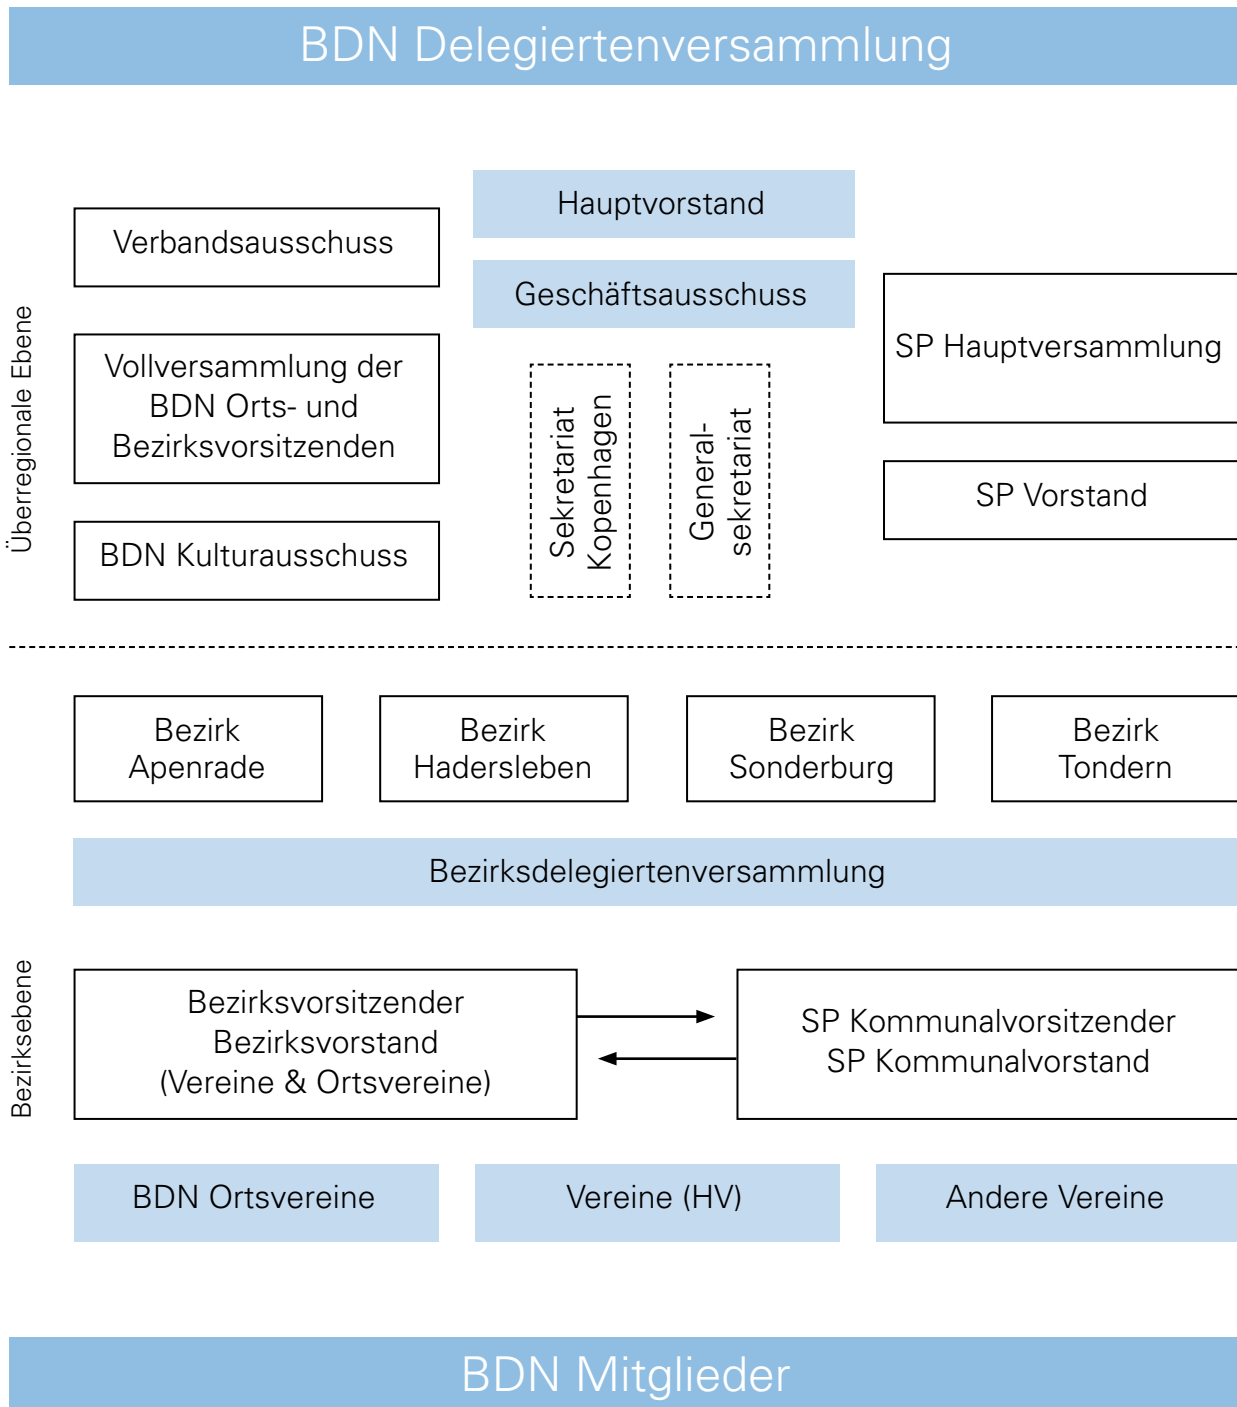 BDN Delegiertenversammlung
Überregionale Ebene
Verbandsausschuss
Vollversammlung der
BDN Orts- und
Bezirksvorsitzenden
BDN Kulturausschuss
Hauptvorstand
Geschäftsausschuss
Sekretariat
Kopenhagen
General-
sekretariat
SP Hauptversammlung
SP Vorstand
Bezirksebene
Bezirk
Apenrade
Bezirk
Hadersleben
Bezirk
Sonderburg
Bezirk
Tondern
Bezirksdelegiertenversammlung
Bezirksvorsitzender
Bezirksvorstand
(Vereine & Ortsvereine)
SP Kommunalvorsitzender
SP Kommunalvorstand
BDN Ortsvereine
Vereine (HV)
Andere Vereine
BDN Mitglieder